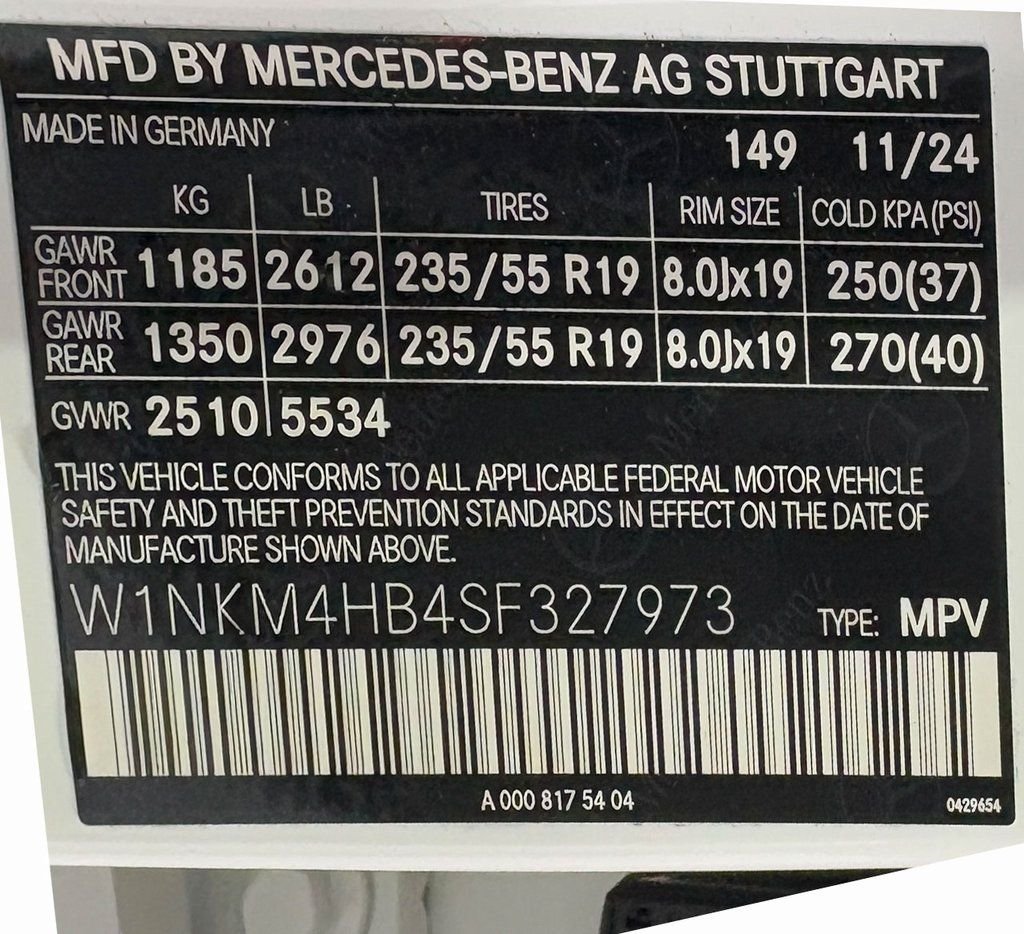 MFD BY MERCEDES-BENZ AG STUTTGART
MADE IN GERMANY 149 11/24
KG LB TIRES RIM SIZE COLD KPA (PSI)
GAWR FRONT 1185 2612 235/55 R19 8.0Jx19 250(37)
GAWR REAR 1350 2976 235/55 R19 8.0Jx19 270(40)
GVWR 2510 5534
THIS VEHICLE CONFORMS TO ALL APPLICABLE FEDERAL MOTOR VEHICLE
SAFETY AND THEFT PREVENTION STANDARDS IN EFFECT ON THE DATE OF
MANUFACTURE SHOWN ABOVE.
W1NKM4HB4SF327973 TYPE: MPV
A 000 817 54 04 0429654